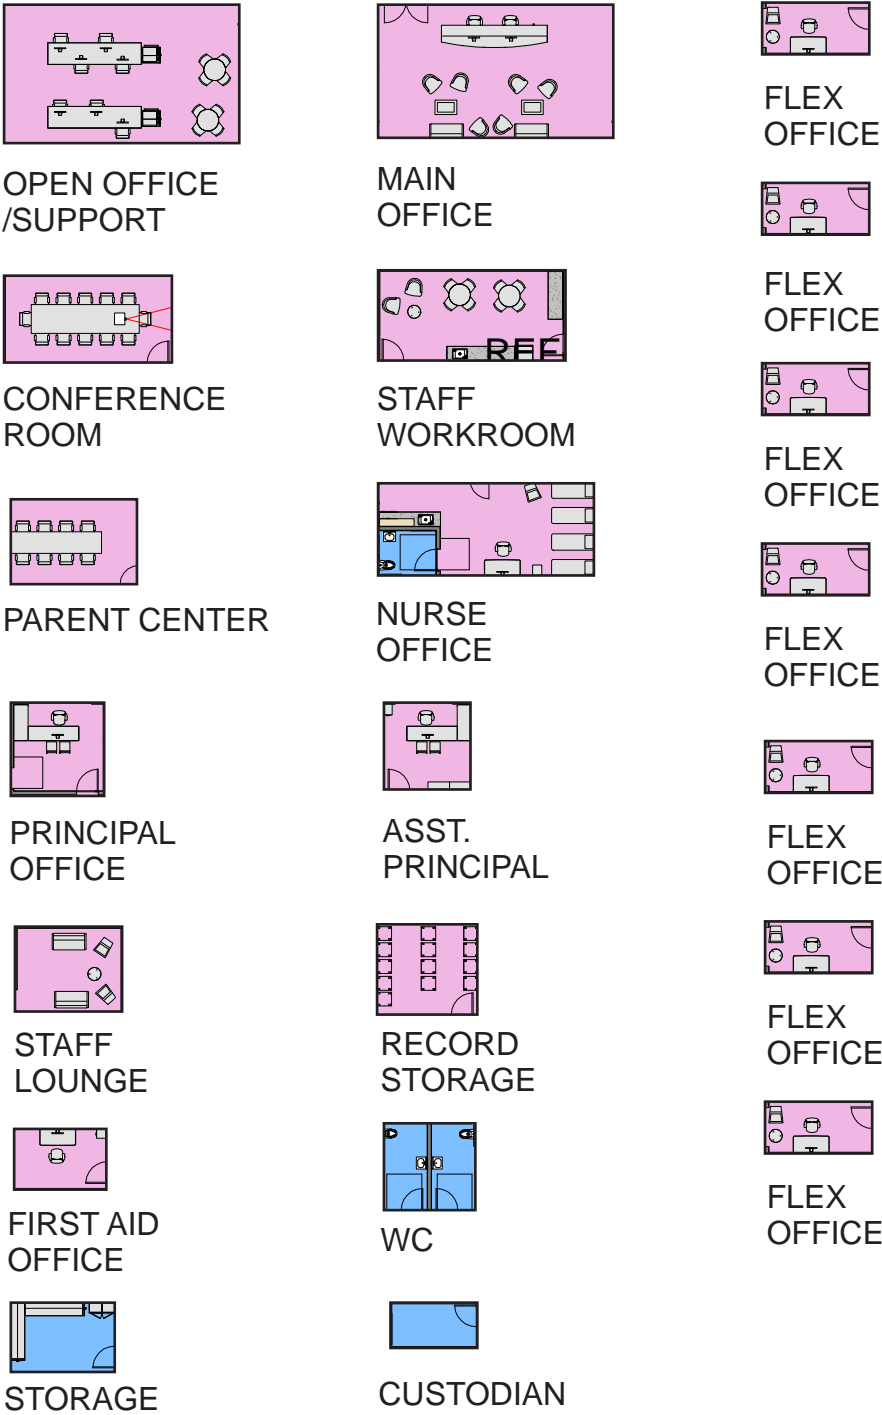 OPEN OFFICE
/SUPPORT
MAIN
OFFICE
FLEX
OFFICE
FLEX
OFFICE
CONFERENCE
ROOM
REF
STAFF
WORKROOM
FLEX
OFFICE
PARENT CENTER
NURSE
OFFICE
FLEX
OFFICE
PRINCIPAL
OFFICE
ASST.
PRINCIPAL
FLEX
OFFICE
STAFF
LOUNGE
RECORD
STORAGE
FLEX
OFFICE
FIRST AID
OFFICE
WC
FLEX
OFFICE
STORAGE
CUSTODIAN